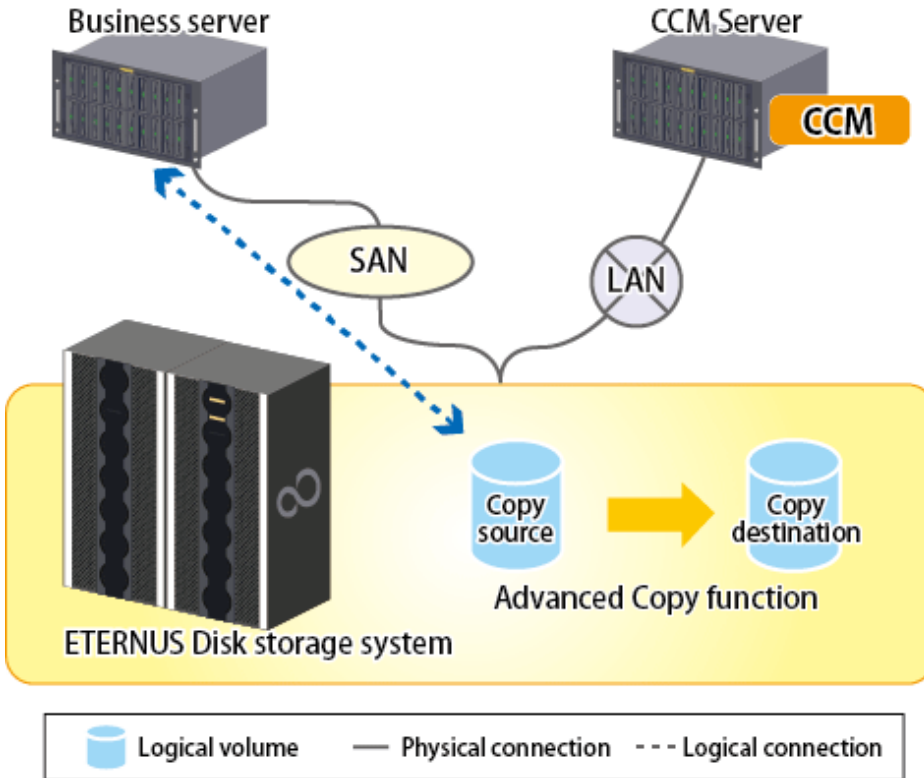 Business server
CCM Server
CCM
SAN
LAN
Copy
source
Copy
destination
Advanced Copy function
ETERNUS Disk storage system
Logical volume
Physical connection
Logical connection